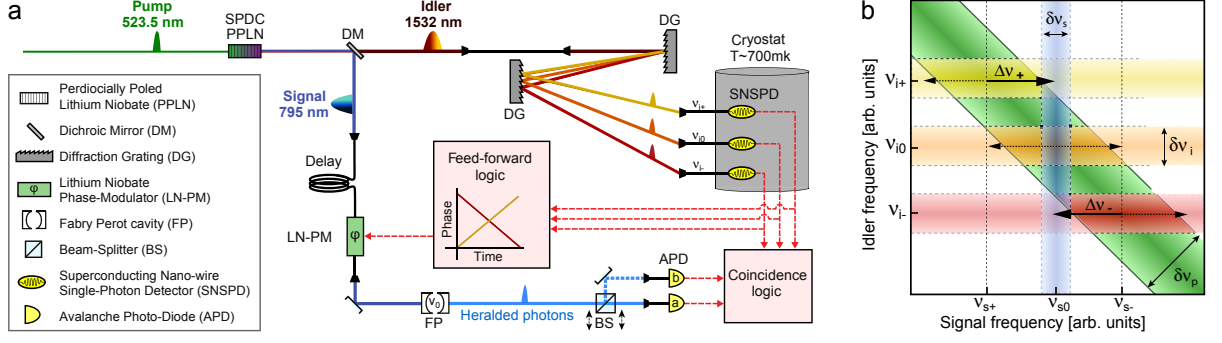 a
Pump
523.5 nm
SPDC
PPLN
DM
Idler
1532 nm
DG
Cryostat
T~700mk
DG
SNSPD
νi+
νi0
νi-
Signal
795 nm
Perdiocially Poled
Lithium Niobate (PPLN)
Dichroic Mirror (DM)
Diffraction Grating (DG)
φ
Lithium Niobate
Phase-Modulator (LN-PM)
Fabry Perot cavity (FP)
Beam-Splitter (BS)
Superconducting Nano-wire
Single-Photon Detector (SNSPD)
Avalanche Photo-Diode (APD)
Delay
LN-PM
φ
Feed-forward
logic
Phase
Time
ν0
FP
Heralded photons
BS
APD
b
a
Coincidence
logic
b
δνs
Δν+
δνi
Δν-
δνp
νi+
νi0
νi-
Idler frequency [arb. units]
νs+
νs0
νs-
Signal frequency [arb. units]